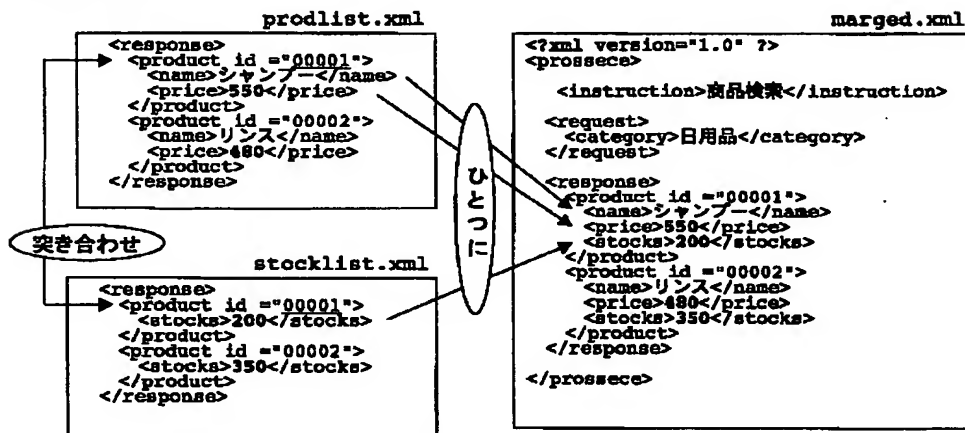 prodlist.xml
<response>
<product id ="00001">
<name>シャンプー</name>
<price>550</price>
</product>
<product id ="00002">
<name>リンス</name>
<price>480</price>
</product>
</response>
突き合わせ
stocklist.xml
<response>
<product id ="00001">
<stocks>200</stocks>
</product>
<product id ="00002">
<stocks>350</stocks>
</product>
</response>
ひとつに
marged.xml
<?xml version="1.0" ?>
<prossece>
<instruction>商品検索</instruction>
<request>
<category>日用品</category>
</request>
<response>
<product id ="00001">
<name>シャンプー</name>
<price>550</price>
<stocks>200</stocks>
</product>
<product id ="00002">
<name>リンス</name>
<price>480</price>
<stocks>350</stocks>
</product>
</response>
</prossece>